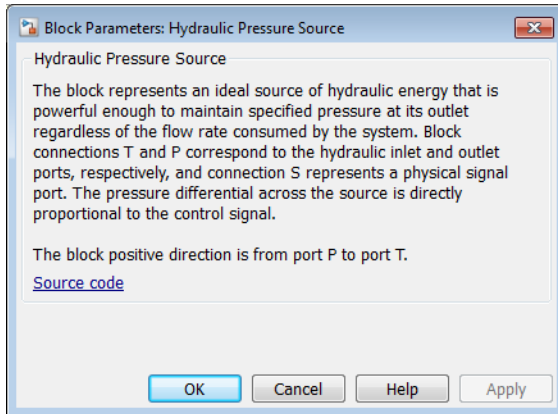 Block Parameters: Hydraulic Pressure Source
Hydraulic Pressure Source
The block represents an ideal source of hydraulic energy that is
powerful enough to maintain specified pressure at its outlet
regardless of the flow rate consumed by the system. Block
connections T and P correspond to the hydraulic inlet and outlet
ports, respectively, and connection S represents a physical signal
port. The pressure differential across the source is directly
proportional to the control signal.
The block positive direction is from port P to port T.
Source code
OK Cancel Help Apply